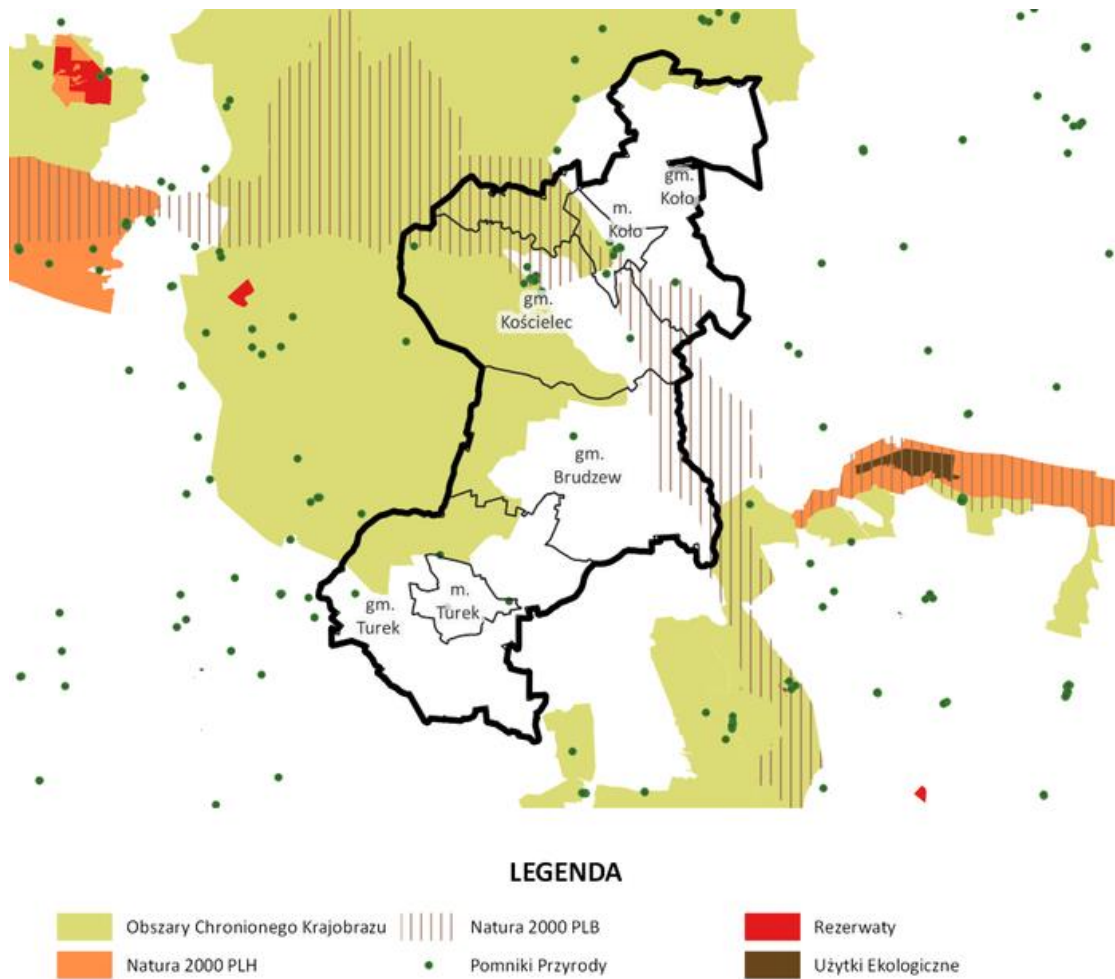 gm.
Koło
m.
Koło
gm.
Kościelec
gm.
Brudzew
m.
Turek
gm.
Turek
LEGENDA
Obszary Chronionego Krajobrazu
Natura 2000 PLB
Rezerwaty
Natura 2000 PLH
Pomniki Przyrody
Użytki Ekologiczne